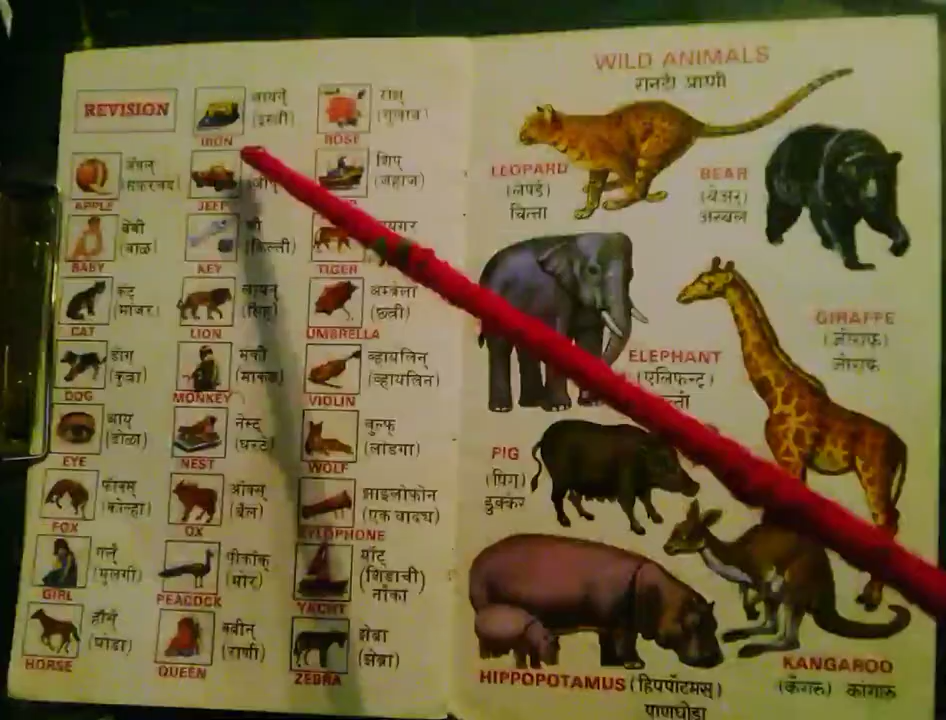 REVISION
IRON
आयर्न्
(इस्त्री)
ROSE
रोझ्
(गुलाब)
APPLE
JEEP
शिप्
(जहाज)
BABY
बेबी
(बाळ)
KEY
TIGER
CAT
कॅट्
(मांजर)
LION
लायन्
(सिंह)
UMBRELLA
अम्ब्रेला
(छत्री)
DOG
डॉग्
(कुत्रा)
MONKEY
मंकी
(माकड)
VIOLIN
व्हायलिन्
(व्हायलिन)
EYE
आय्
(डोळा)
NEST
नेस्ट्
(घरटे)
WOLF
वुल्फ्
(लांडगा)
FOX
फॉक्स्
(कोल्हा)
OX
ऑक्स्
(बैल)
XYLOPHONE
झाइलोफोन
(एक वाद्य)
GIRL
गर्ल्
(मुलगी)
PEACOCK
पीकॉक्
(मोर)
YACHT
यॉट्
(शिडाची)
नौका
HORSE
हॉर्स्
(घोडा)
QUEEN
क्वीन्
(राणी)
ZEBRA
झेब्रा
(झेब्रा)
WILD ANIMALS
रानटी प्राणी
LEOPARD
(लेपर्ड)
चित्ता
BEAR
(बेअर)
अस्वल
ELEPHANT
(एलिफन्ट्)
GIRAFFE
(जीराफ)
जीराफ
PIG
(पिग)
डुक्कर
HIPPOPOTAMUS (हिपपॉटमस्)
पाणघोडा
KANGAROO
(कँगारु) कांगारु